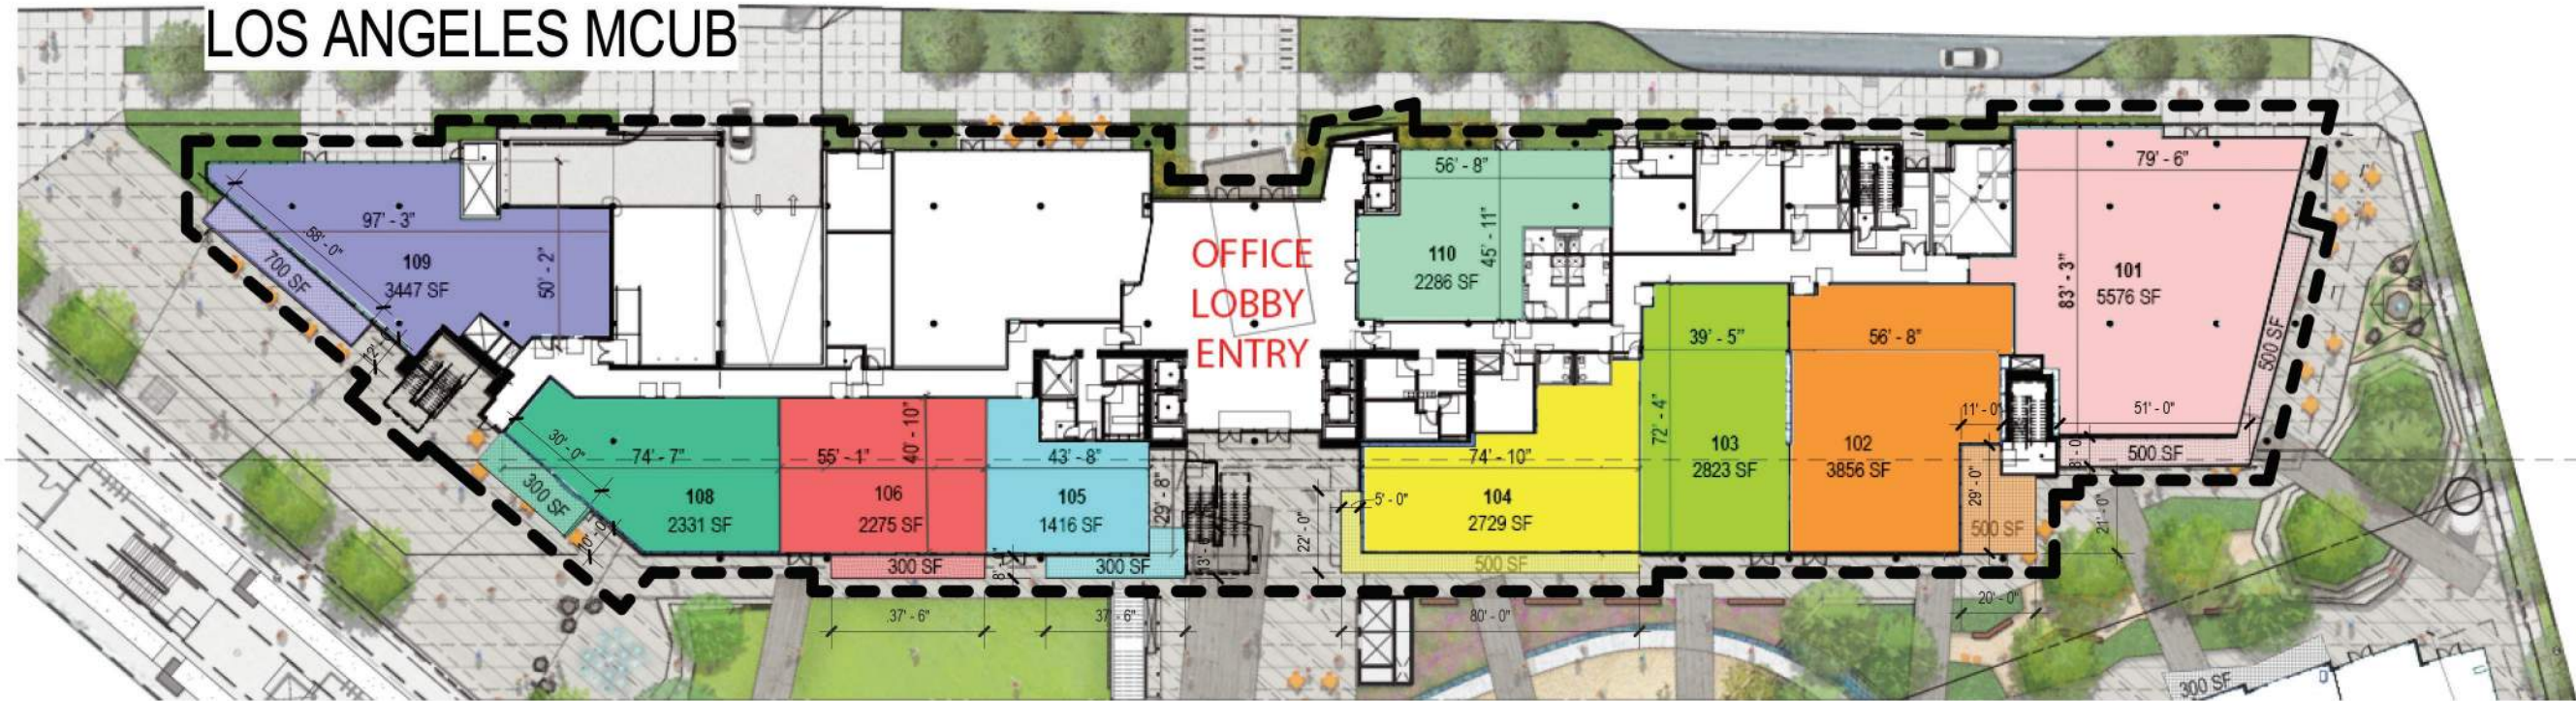 LOS ANGELES MCUB
97' - 3"
58' - 0"
700 SF
109
3447 SF
50' - 2"
12'
OFFICE
LOBBY
ENTRY
56' - 8"
45' - 11"
110
2286 SF
79' - 6"
83' - 3"
101
5576 SF
500 SF
51' - 0"
500 SF
39' - 5"
72' - 4"
103
2823 SF
56' - 8"
11' - 0"
102
3856 SF
29' - 0"
500 SF
21' - 0"
20' - 0"
30' - 0"
300 SF
10' - 0"
74' - 7"
108
2331 SF
55' - 1"
40' - 10"
106
2275 SF
300 SF
37' - 6"
43' - 8"
29' - 8"
105
1416 SF
300 SF
37' - 6"
74' - 10"
5' - 0"
22' - 0"
104
2729 SF
500 SF
80' - 0"
300 SF